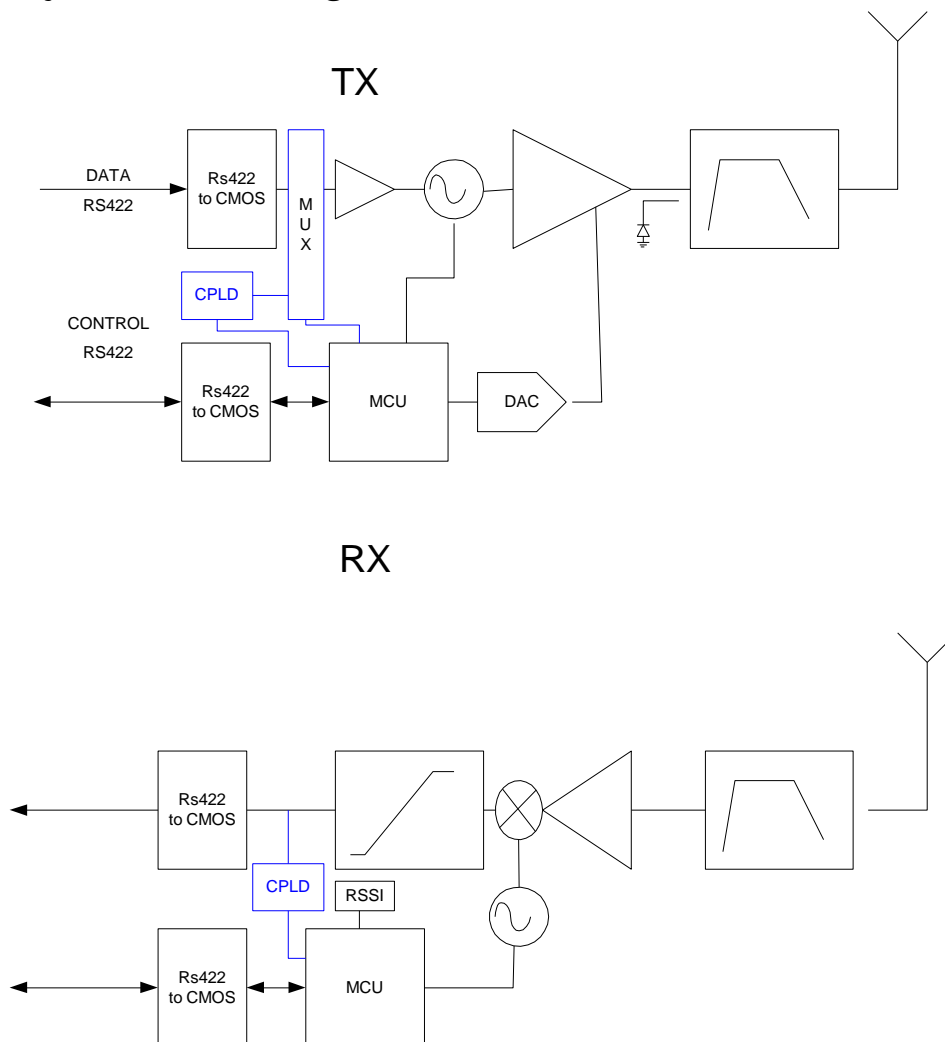 TX
DATA
RS422
Rs422
to CMOS
M
U
X
CPLD
CONTROL
RS422
Rs422
to CMOS
MCU
DAC
RX
Rs422
to CMOS
CPLD
RSSI
Rs422
to CMOS
MCU